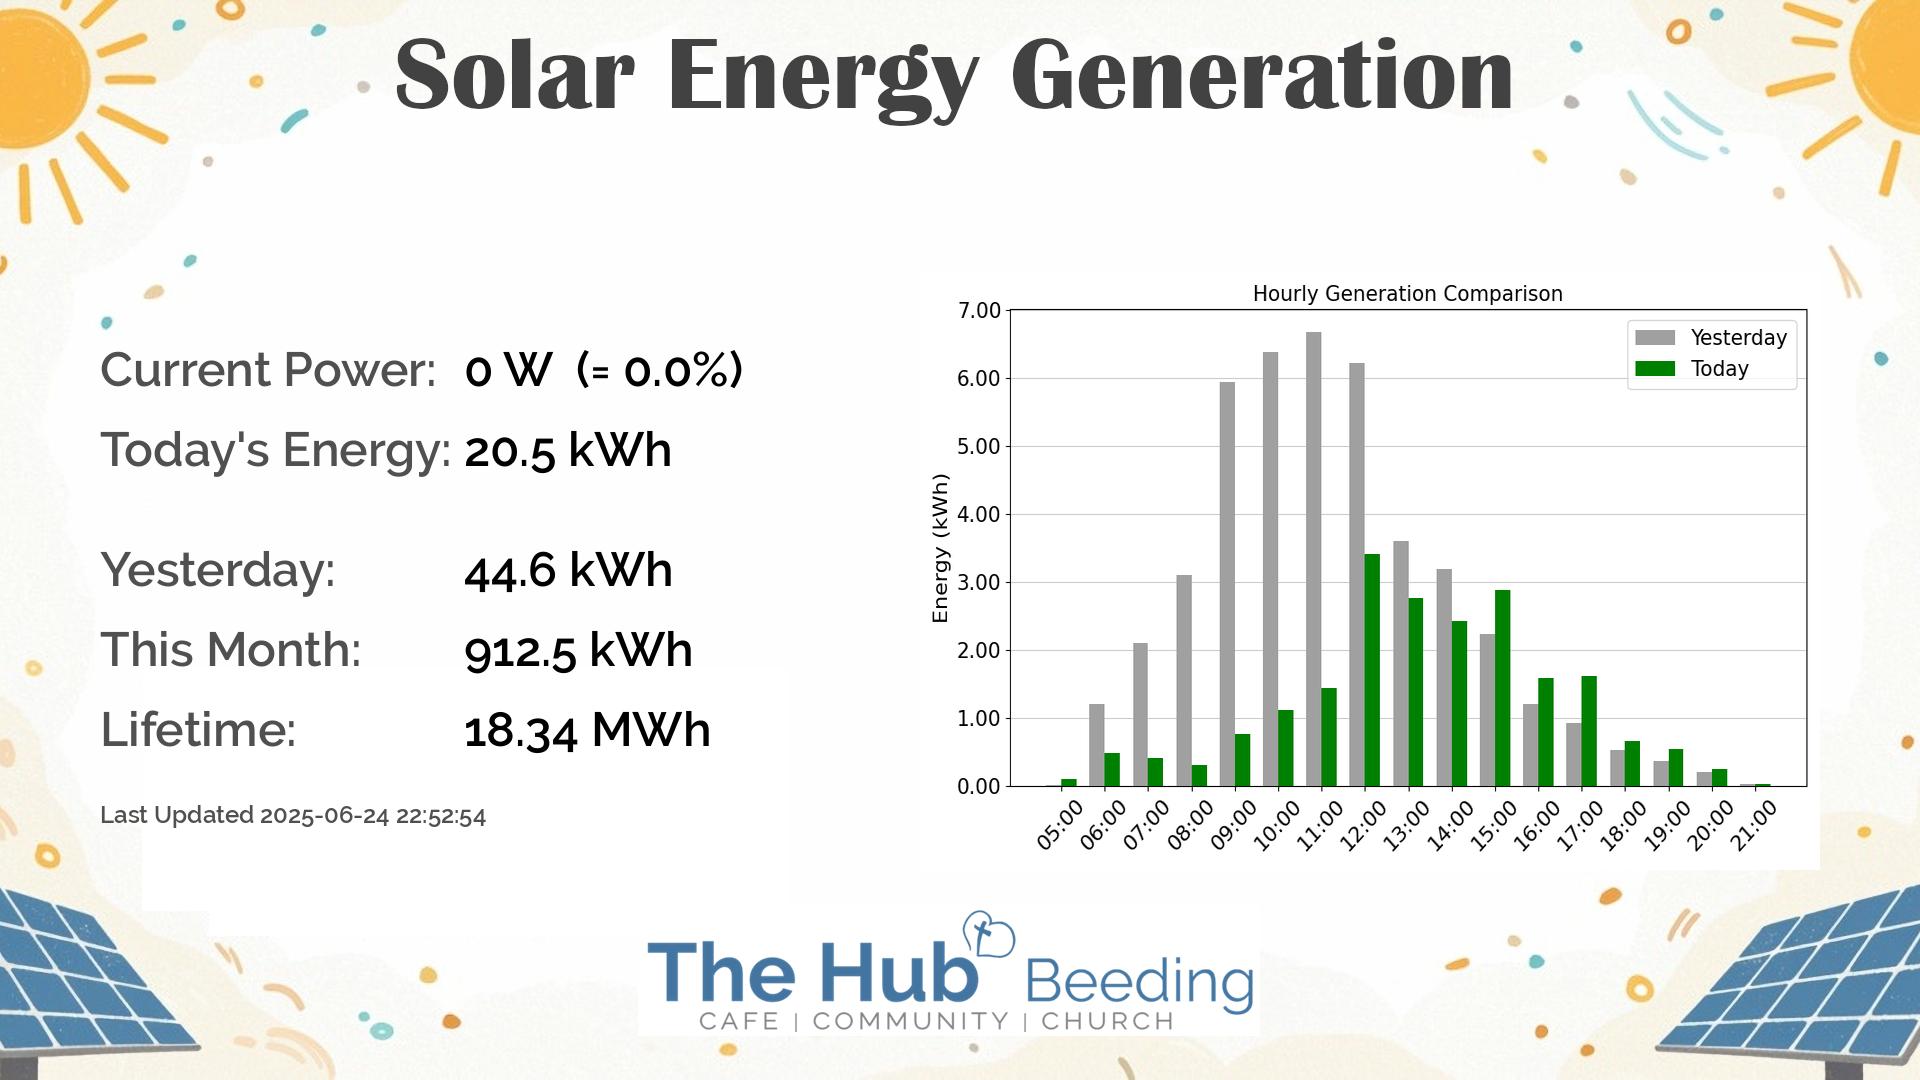 Solar Energy Generation
Current Power: 0 W (= 0.0%)
Today's Energy: 20.5 kWh
Yesterday: 44.6 kWh
This Month: 912.5 kWh
Lifetime: 18.34 MWh
Last Updated 2025-06-24 22:52:54
Hourly Generation Comparison
Yesterday
Today
Energy (kWh)
7.00
6.00
5.00
4.00
3.00
2.00
1.00
0.00
05:00 06:00 07:00 08:00 09:00 10:00 11:00 12:00 13:00 14:00 15:00 16:00 17:00 18:00 19:00 20:00 21:00
The Hub Beeding
CAFE | COMMUNITY | CHURCH